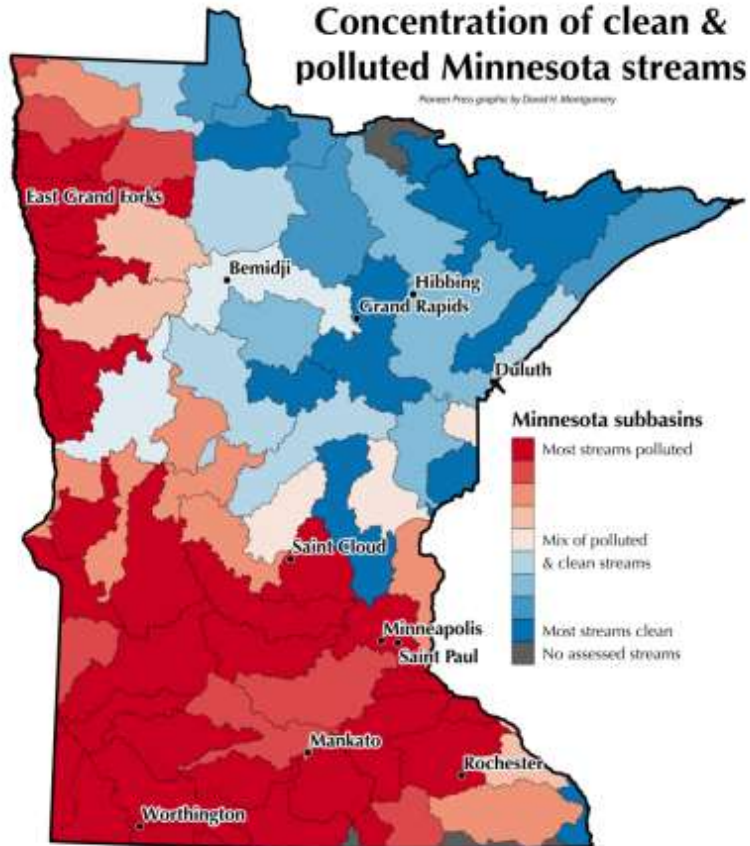 Concentration of clean &
polluted Minnesota streams
Pioneer Press graphic by David H. Montgomery
East Grand Forks
Bemidji
Hibbing
Grand Rapids
Duluth
Minnesota subbasins
Most streams polluted
Mix of polluted
& clean streams
Most streams clean
No assessed streams
Saint Cloud
Minneapolis
Saint Paul
Mankato
Rochester
Worthington